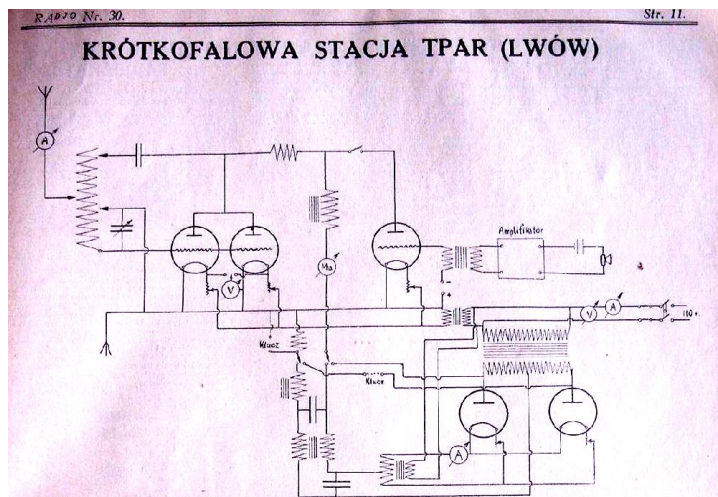 RADJO Nr. 30. Str. 11.
KRÓTKOFALOWA STACJA TPAR (LWÓW)
A
Amplifikator
V
Ma
- 
+
V
A
110 v.
Klucz
Klucz
A